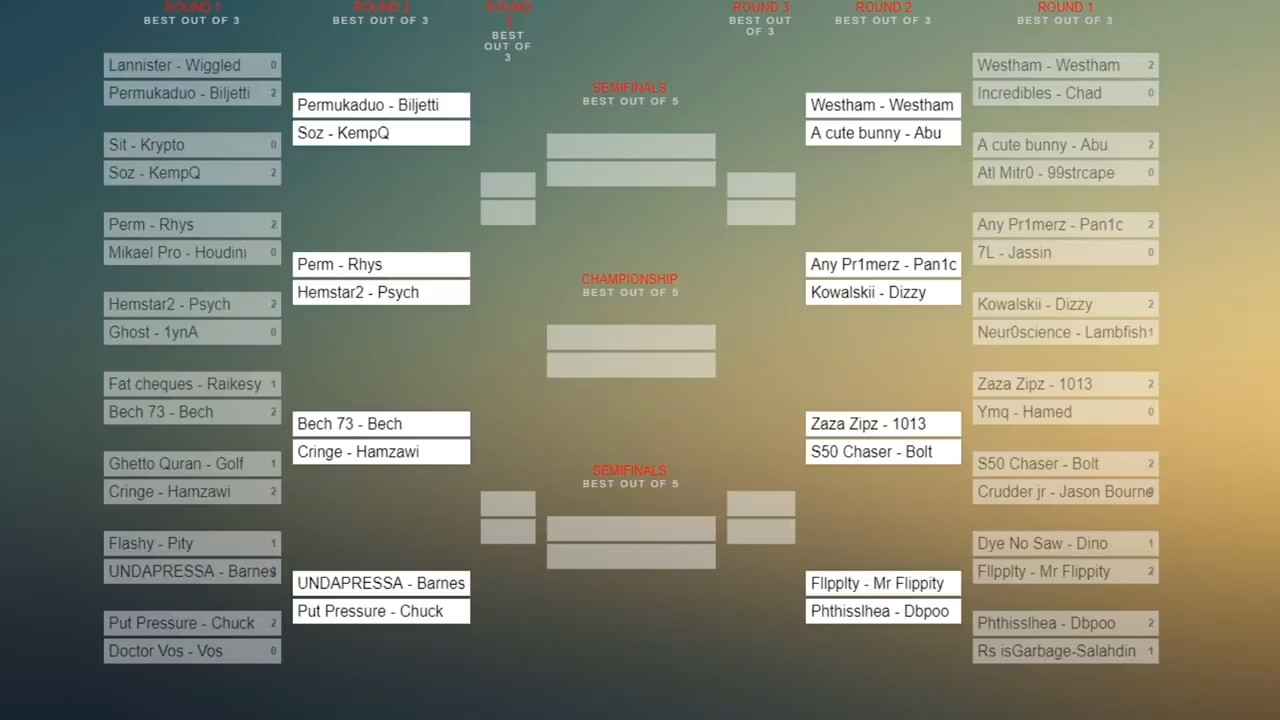 ROUND 1
BEST OUT OF 3
Lannister - Wiggled 0
Permukaduo - Biljetti 2
Sit - Krypto 0
Soz - KempQ 2
Perm - Rhys 2
Mikael Pro - Houdini 0
Hemstar2 - Psych 2
Ghost - 1ynA 0
Fat cheques - Raikesy 1
Bech 73 - Bech 2
Ghetto Quran - Golf 1
Cringe - Hamzawi 2
Flashy - Pity 1
UNDAPRESSA - Barnes
Put Pressure - Chuck 2
Doctor Vos - Vos 0
ROUND 2
BEST OUT OF 3
Permukaduo - Biljetti
Soz - KempQ
Perm - Rhys
Hemstar2 - Psych
Bech 73 - Bech
Cringe - Hamzawi
UNDAPRESSA - Barnes
Put Pressure - Chuck
ROUND
3
BEST
OUT OF
3
SEMIFINALS
BEST OUT OF 5
CHAMPIONSHIP
BEST OUT OF 5
SEMIFINALS
BEST OUT OF 5
ROUND 3
BEST OUT
OF 3
ROUND 2
BEST OUT OF 3
Westham - Westham
A cute bunny - Abu
Any Pr1merz - Pan1c
Kowalskii - Dizzy
Zaza Zipz - 1013
S50 Chaser - Bolt
FlIpplty - Mr Flippity
PhthissIhea - Dbpoo
ROUND 1
BEST OUT OF 3
Westham - Westham 2
Incredibles - Chad 0
A cute bunny - Abu 2
Atl Mitr0 - 99strcape 0
Any Pr1merz - Pan1c 2
7L - Jassin 0
Kowalskii - Dizzy 2
Neur0science - Lambfish 1
Zaza Zipz - 1013 2
Ymq - Hamed 0
S50 Chaser - Bolt 2
Crudder jr - Jason Bourne
Dye No Saw - Dino 1
FlIpplty - Mr Flippity 2
PhthissIhea - Dbpoo 2
Rs isGarbage-Salahdin 1